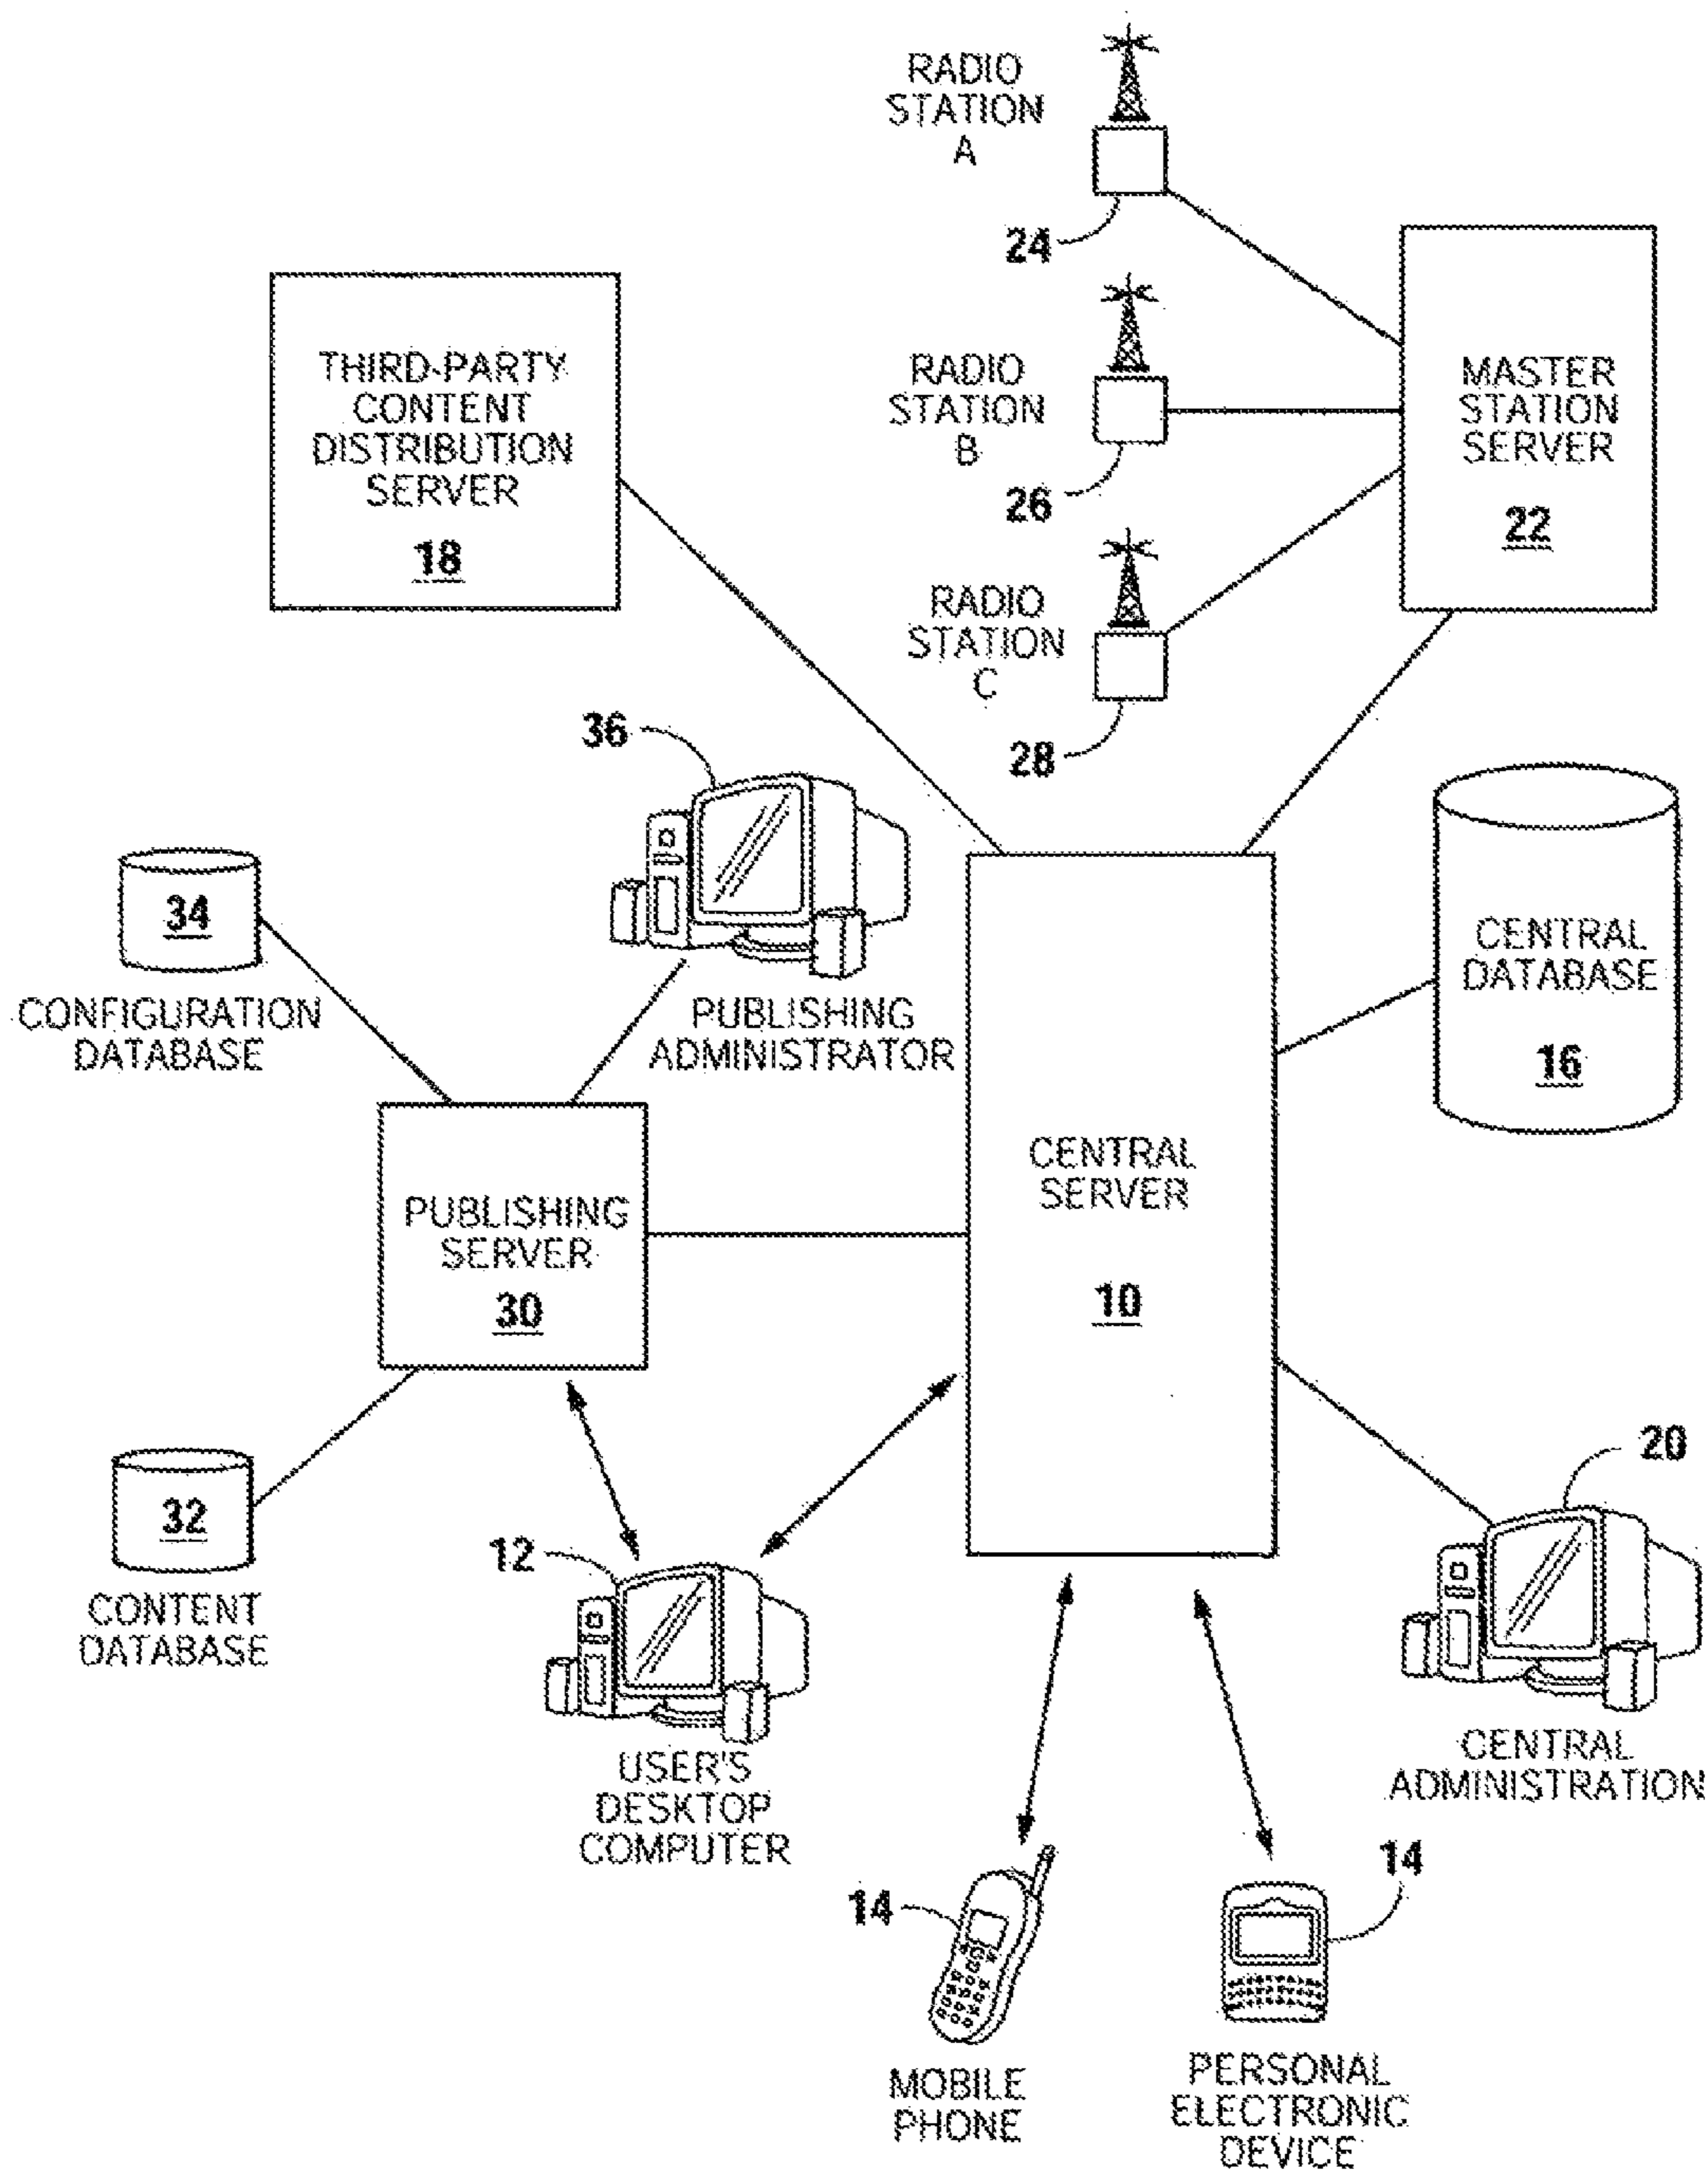 RADIO
STATION
A
24
THIRD-PARTY
CONTENT
DISTRIBUTION
SERVER
18
RADIO
STATION
B
26
MASTER
STATION
SERVER
22
RADIO
STATION
C
28
36
34
CONFIGURATION
DATABASE
PUBLISHING
ADMINISTRATOR
CENTRAL
DATABASE
16
PUBLISHING
SERVER
30
CENTRAL
SERVER
10
32
CONTENT
DATABASE
12
USER'S
DESKTOP
COMPUTER
20
CENTRAL
ADMINISTRATION
14
MOBILE
PHONE
14
PERSONAL
ELECTRONIC
DEVICE